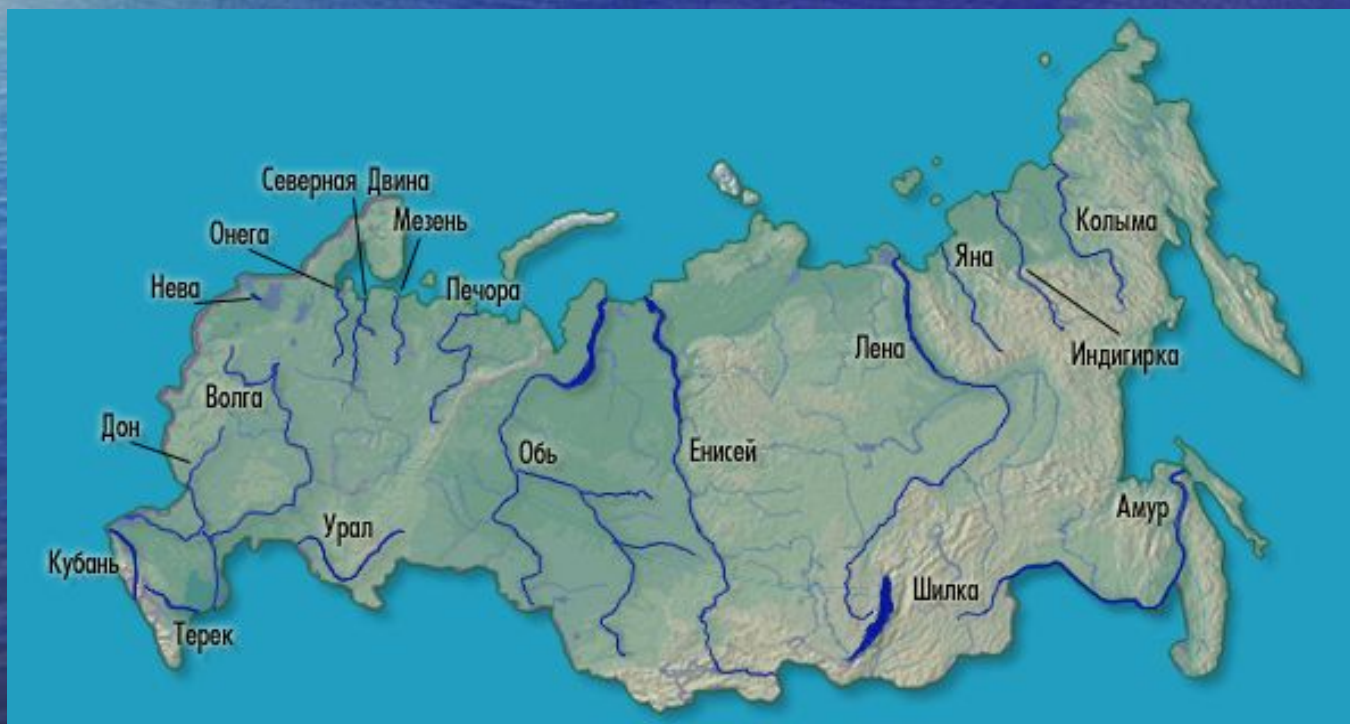 Северная Двина
Мезень
Онега
Нева
Печора
Колыма
Яна
Лена
Индигирка
Волга
Дон
Обь
Енисей
Амур
Урал
Кубань
Шилка
Терек